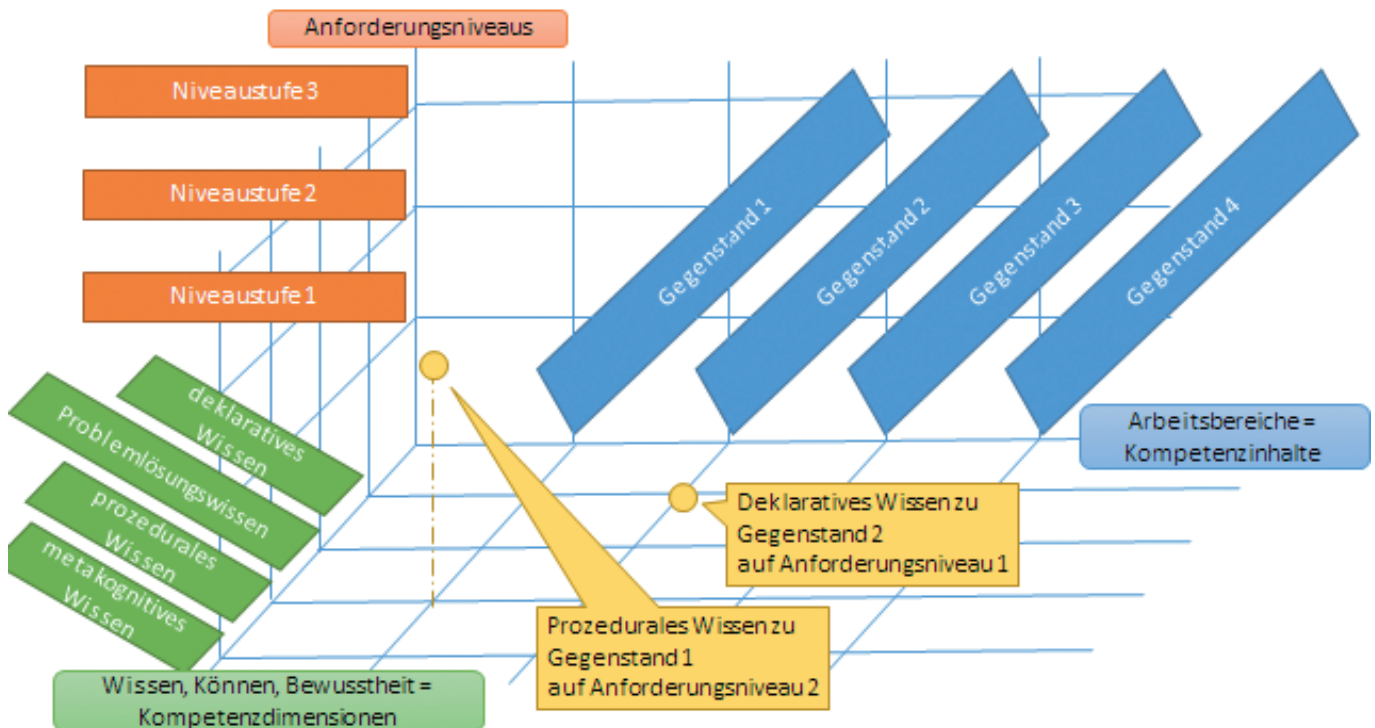 Anforderungsniveaus
Niveaustufe 3
Niveaustufe 2
Niveaustufe 1
Gegenstand 1
Gegenstand 2
Gegenstand 3
Gegenstand 4
deklaratives
Wissen
Problemlösungswissen
prozedurales
Wissen
metakognitives
Wissen
Arbeitsbereiche =
Kompetenzinhalte
Deklaratives Wissen zu
Gegenstand 2
auf Anforderungsniveau 1
Prozedurales Wissen zu
Gegenstand 1
auf Anforderungsniveau 2
Wissen, Können, Bewusstheit =
Kompetenzdimensionen